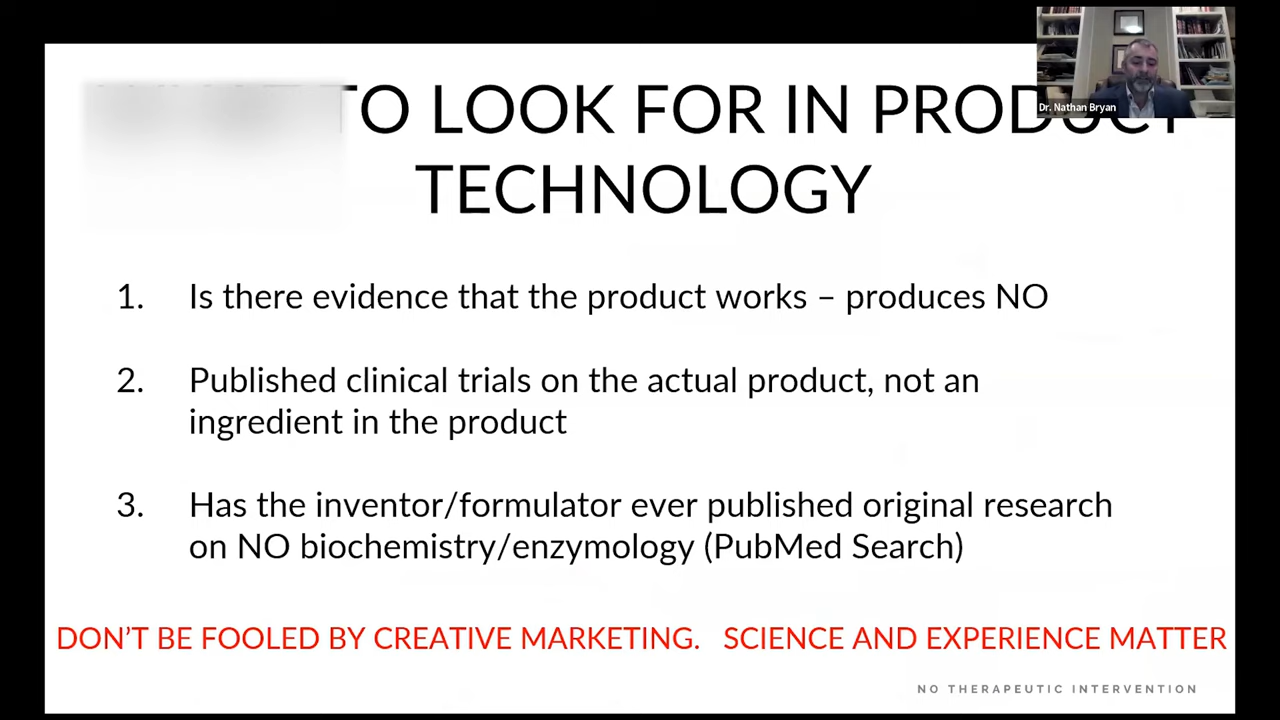 TO LOOK FOR IN PRODUCT
TECHNOLOGY
Dr. Nathan Bryan
1. Is there evidence that the product works – produces NO
2. Published clinical trials on the actual product, not an
ingredient in the product
3. Has the inventor/formulator ever published original research
on NO biochemistry/enzymology (PubMed Search)
DON'T BE FOOLED BY CREATIVE MARKETING. SCIENCE AND EXPERIENCE MATTER
NO THERAPEUTIC INTERVENTION